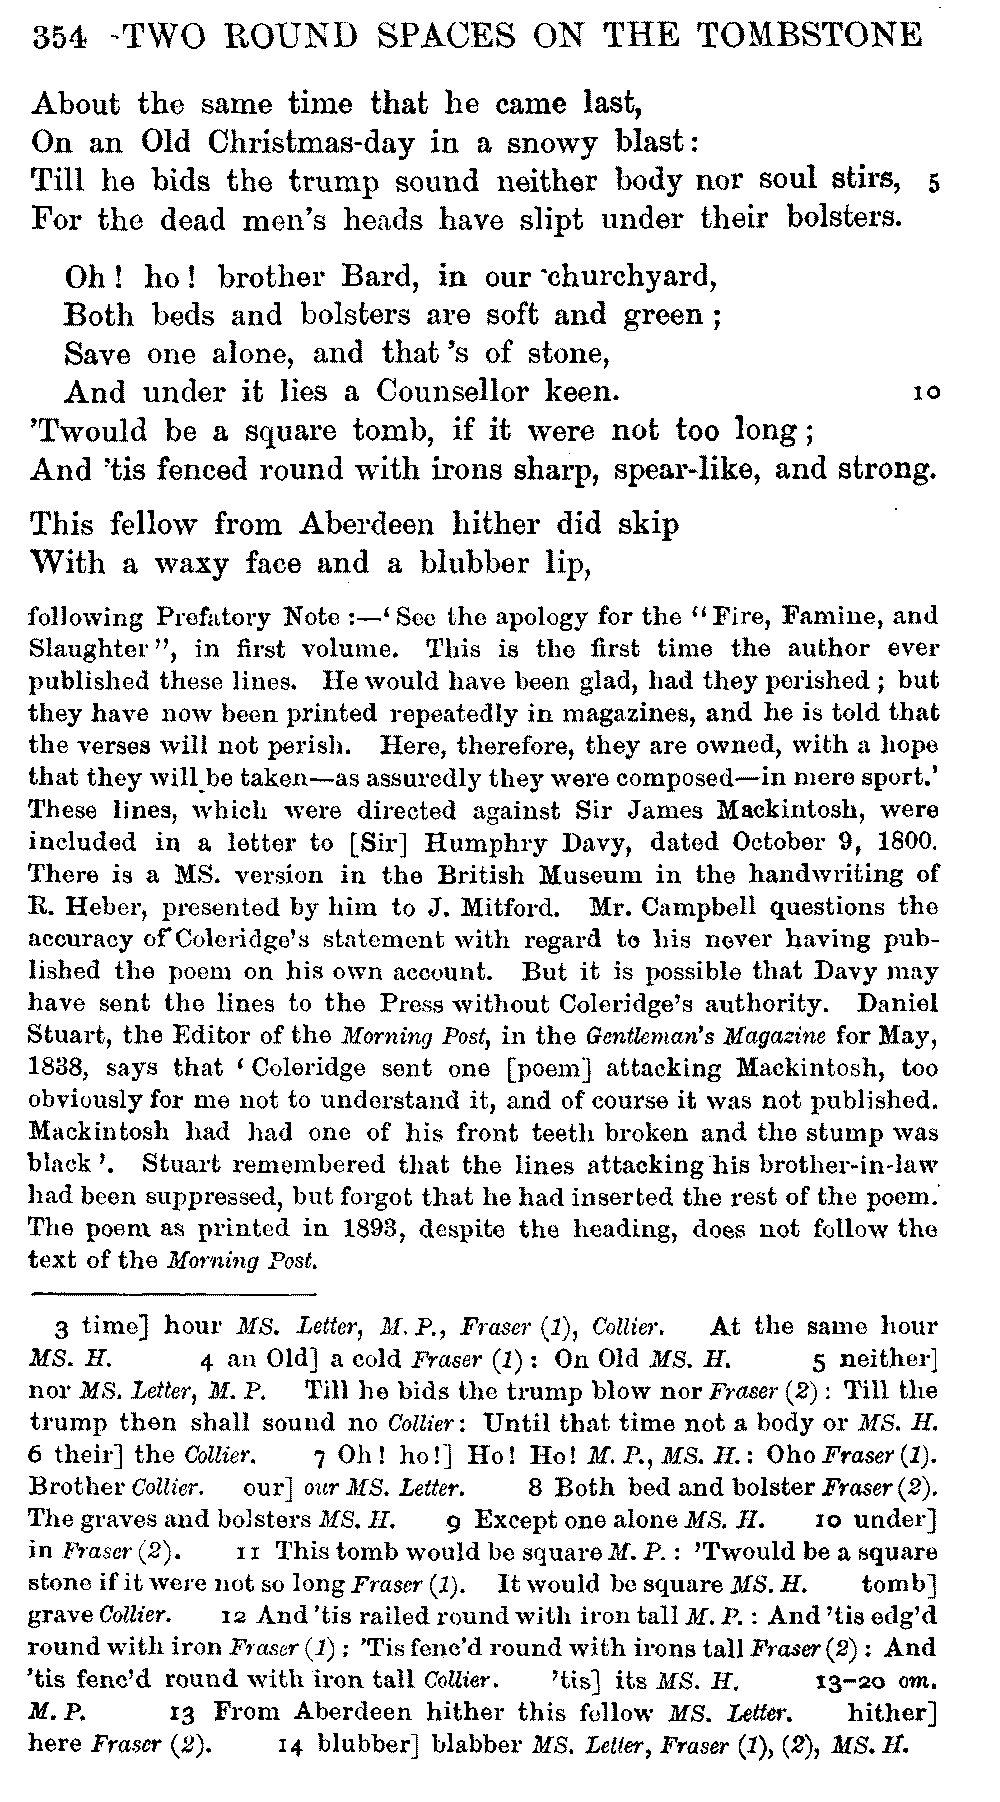 354 -TWO ROUND SPACES ON THE TOMBSTONE
About the same time that he came last,
On an Old Christmas-day in a snowy blast:
Till he bids the trump sound neither body nor soul stirs, 5
For the dead men's heads have slipt under their bolsters.
Oh! ho! brother Bard, in our churchyard,
Both beds and bolsters are soft and green;
Save one alone, and that's of stone,
And under it lies a Counsellor keen. 10
'Twould be a square tomb, if it were not too long;
And 'tis fenced round with irons sharp, spear-like, and strong.
This fellow from Aberdeen hither did skip
With a waxy face and a blubber lip,
following Prefatory Note:—'See the apology for the "Fire, Famine, and
Slaughter", in first volume. This is the first time the author ever
published these lines. He would have been glad, had they perished; but
they have now been printed repeatedly in magazines, and he is told that
the verses will not perish. Here, therefore, they are owned, with a hope
that they will be taken—as assuredly they were composed—in mere sport.'
These lines, which were directed against Sir James Mackintosh, were
included in a letter to [Sir] Humphry Davy, dated October 9, 1800.
There is a MS. version in the British Museum in the handwriting of
R. Heber, presented by him to J. Mitford. Mr. Campbell questions the
accuracy of Coleridge's statement with regard to his never having pub-
lished the poem on his own account. But it is possible that Davy may
have sent the lines to the Press without Coleridge's authority. Daniel
Stuart, the Editor of the Morning Post, in the Gentleman's Magazine for May,
1838, says that 'Coleridge sent one [poem] attacking Mackintosh, too
obviously for me not to understand it, and of course it was not published.
Mackintosh had had one of his front teeth broken and the stump was
black'. Stuart remembered that the lines attacking his brother-in-law
had been suppressed, but forgot that he had inserted the rest of the poem.
The poem as printed in 1893, despite the heading, does not follow the
text of the Morning Post.
3 time] hour MS. Letter, M. P., Fraser (1), Collier. At the same hour
MS. H. 4 an Old] a cold Fraser (1): On Old MS. H. 5 neither]
nor MS. Letter, M. P. Till he bids the trump blow nor Fraser (2): Till the
trump then shall sound no Collier: Until that time not a body or MS. H.
6 their] the Collier. 7 Oh! ho!] Ho! Ho! M. P., MS. H.: Oho Fraser (1).
Brother Collier. our] our MS. Letter. 8 Both bed and bolster Fraser (2).
The graves and bolsters MS. H. 9 Except one alone MS. H. 10 under]
in Fraser (2). 11 This tomb would be square M. P.: 'Twould be a square
stone if it were not so long Fraser (1). It would be square MS. H. tomb]
grave Collier. 12 And 'tis railed round with iron tall M. P.: And 'tis edg'd
round with iron Fraser (1); 'Tis fenc'd round with irons tall Fraser (2): And
'tis fenc'd round with iron tall Collier. 'tis] its MS. H. 13-20 om.
M. P. 13 From Aberdeen hither this fellow MS. Letter. hither]
here Fraser (2). 14 blubber] blabber MS. Letter, Fraser (1), (2), MS. H.